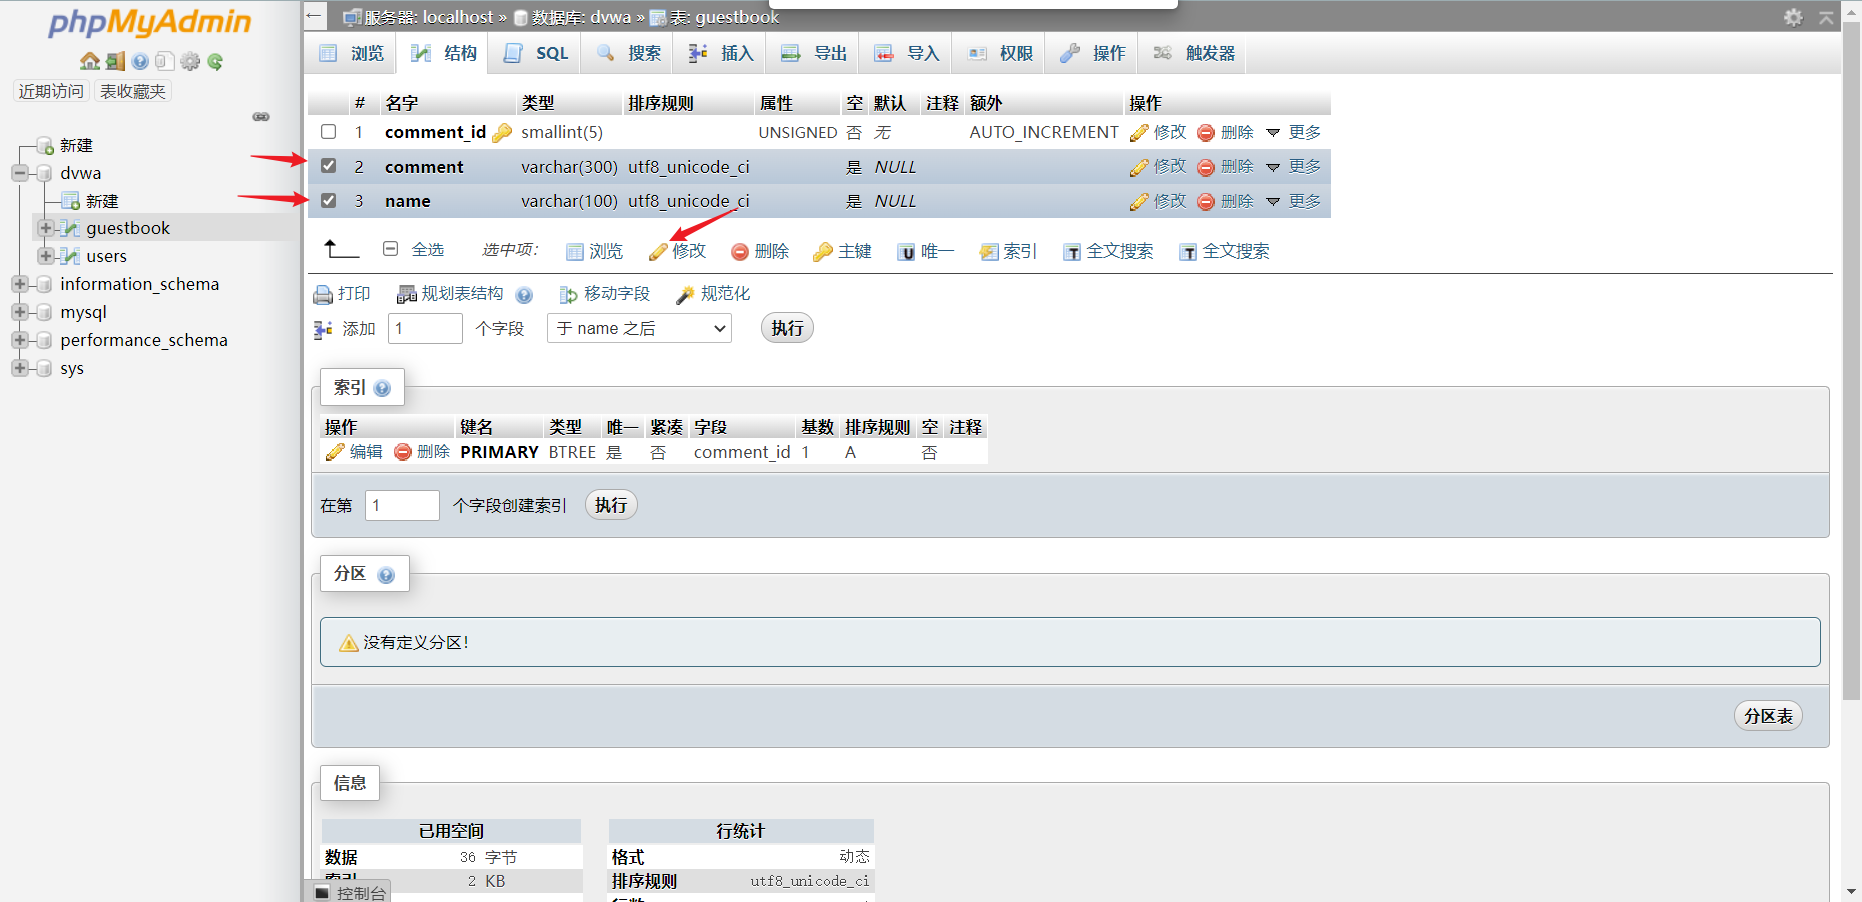 phpMyAdmin
近期访问 表收藏夹
新建
dvwa
新建
guestbook
users
information_schema
mysql
performance_schema
sys
服务器: localhost » 数据库: dvwa » 表: guestbook
浏览 结构 SQL 搜索 插入 导出 导入 权限 操作 触发器
# 名字 类型 排序规则 属性 空 默认 注释 额外 操作
1 comment_id smallint(5) UNSIGNED 否 无 AUTO_INCREMENT 修改 删除 更多
2 comment varchar(300) utf8_unicode_ci 是 NULL 修改 删除 更多
3 name varchar(100) utf8_unicode_ci 是 NULL 修改 删除 更多
全选 选中项: 浏览 修改 删除 主键 唯一 索引 全文搜索 全文搜索
打印 规划表结构 移动字段 规范化
添加 1 个字段 于 name 之后 执行
索引
操作 键名 类型 唯一 紧凑 字段 基数 排序规则 空 注释
编辑 删除 PRIMARY BTREE 是 否 comment_id 1 A 否
在第 1 个字段创建索引 执行
分区
没有定义分区!
分区表
信息
已用空间
数据 36 字节
索引 2 KB
行统计
格式 动态
排序规则 utf8_unicode_ci
控制台